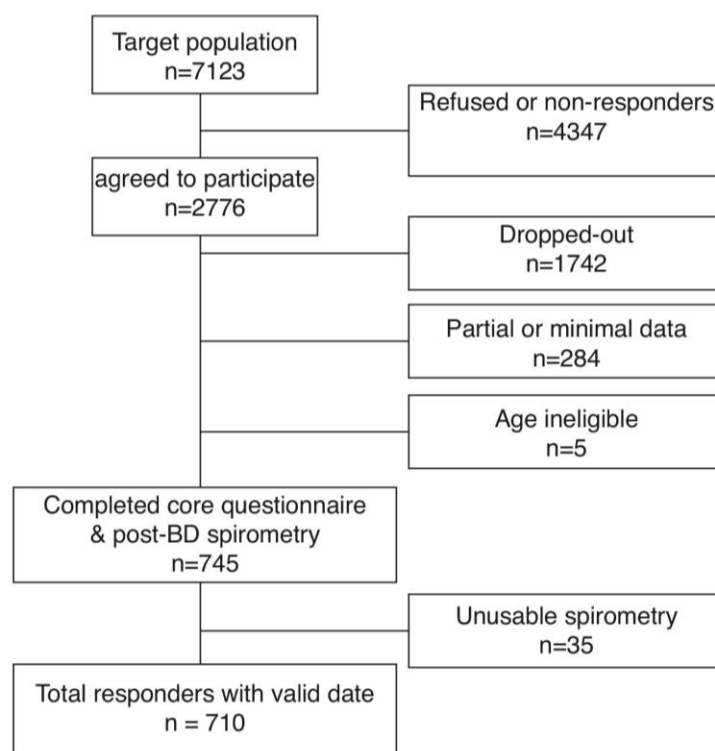 Target population
n=7123
Refused or non-responders
n=4347
agreed to participate
n=2776
Dropped-out
n=1742
Partial or minimal data
n=284
Age ineligible
n=5
Completed core questionnaire
& post-BD spirometry
n=745
Unusable spirometry
n=35
Total responders with valid date
n = 710